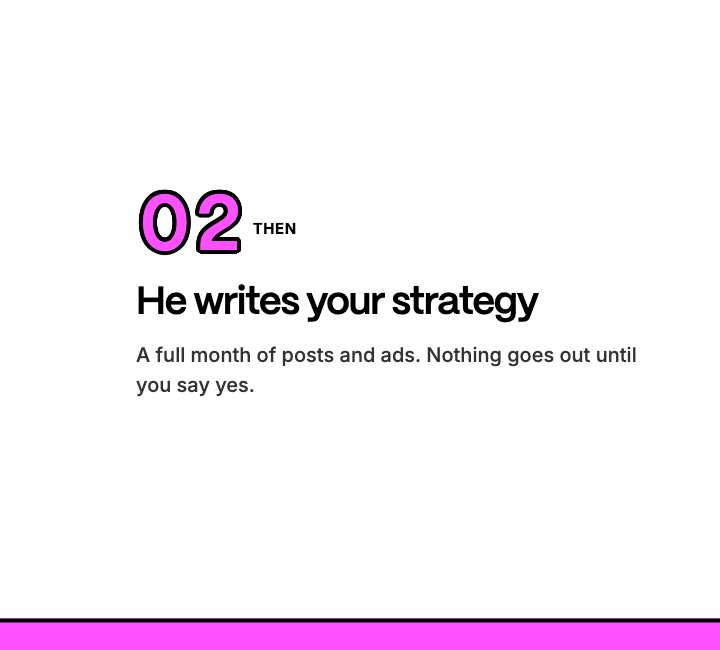 02 THEN
He writes your strategy
A full month of posts and ads. Nothing goes out until
you say yes.